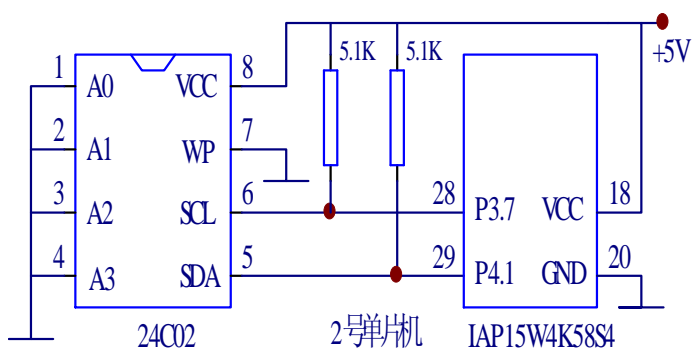 5.1K
5.1K
+5V
1
A0
VCC
8
2
A1
WP
7
3
A2
SCL
6
28
P3.7
VCC
18
4
A3
SDA
5
29
P4.1
GND
20
24C02
2号单片机
IAP15W4K58S4